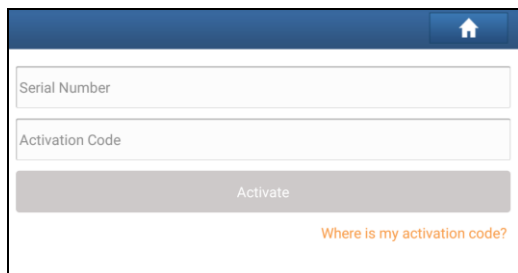 Serial Number
Activation Code
Activate
Where is my activation code?